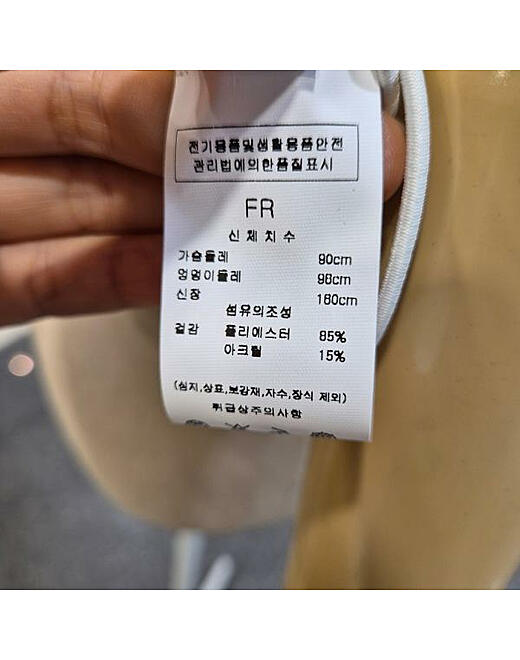 전기용품및생활용품안전
관리법에의한품질표시
FR
신체치수
가슴둘레 90cm
엉덩이둘레 96cm
신장 160cm
섬유의조성
겉감 폴리에스터 85%
아크릴 15%
(심지,상표,보강재,자수,장식 제외)
취급상주의사항